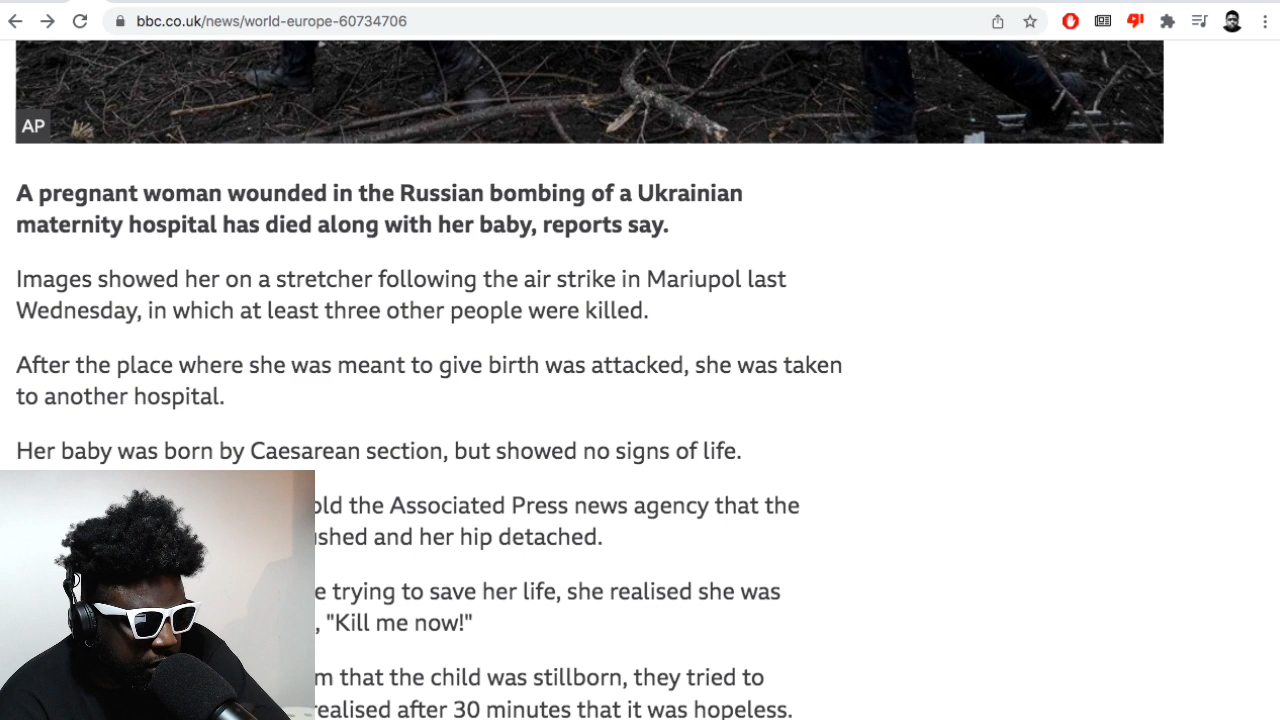 bbc.co.uk/news/world-europe-60734706
AP
A pregnant woman wounded in the Russian bombing of a Ukrainian
maternity hospital has died along with her baby, reports say.
Images showed her on a stretcher following the air strike in Mariupol last
Wednesday, in which at least three other people were killed.
After the place where she was meant to give birth was attacked, she was taken
to another hospital.
Her baby was born by Caesarean section, but showed no signs of life.
the Associated Press news agency that the
and her hip detached.
trying to save her life, she realised she was
, "Kill me now!"
that the child was stillborn, they tried to
realised after 30 minutes that it was hopeless.